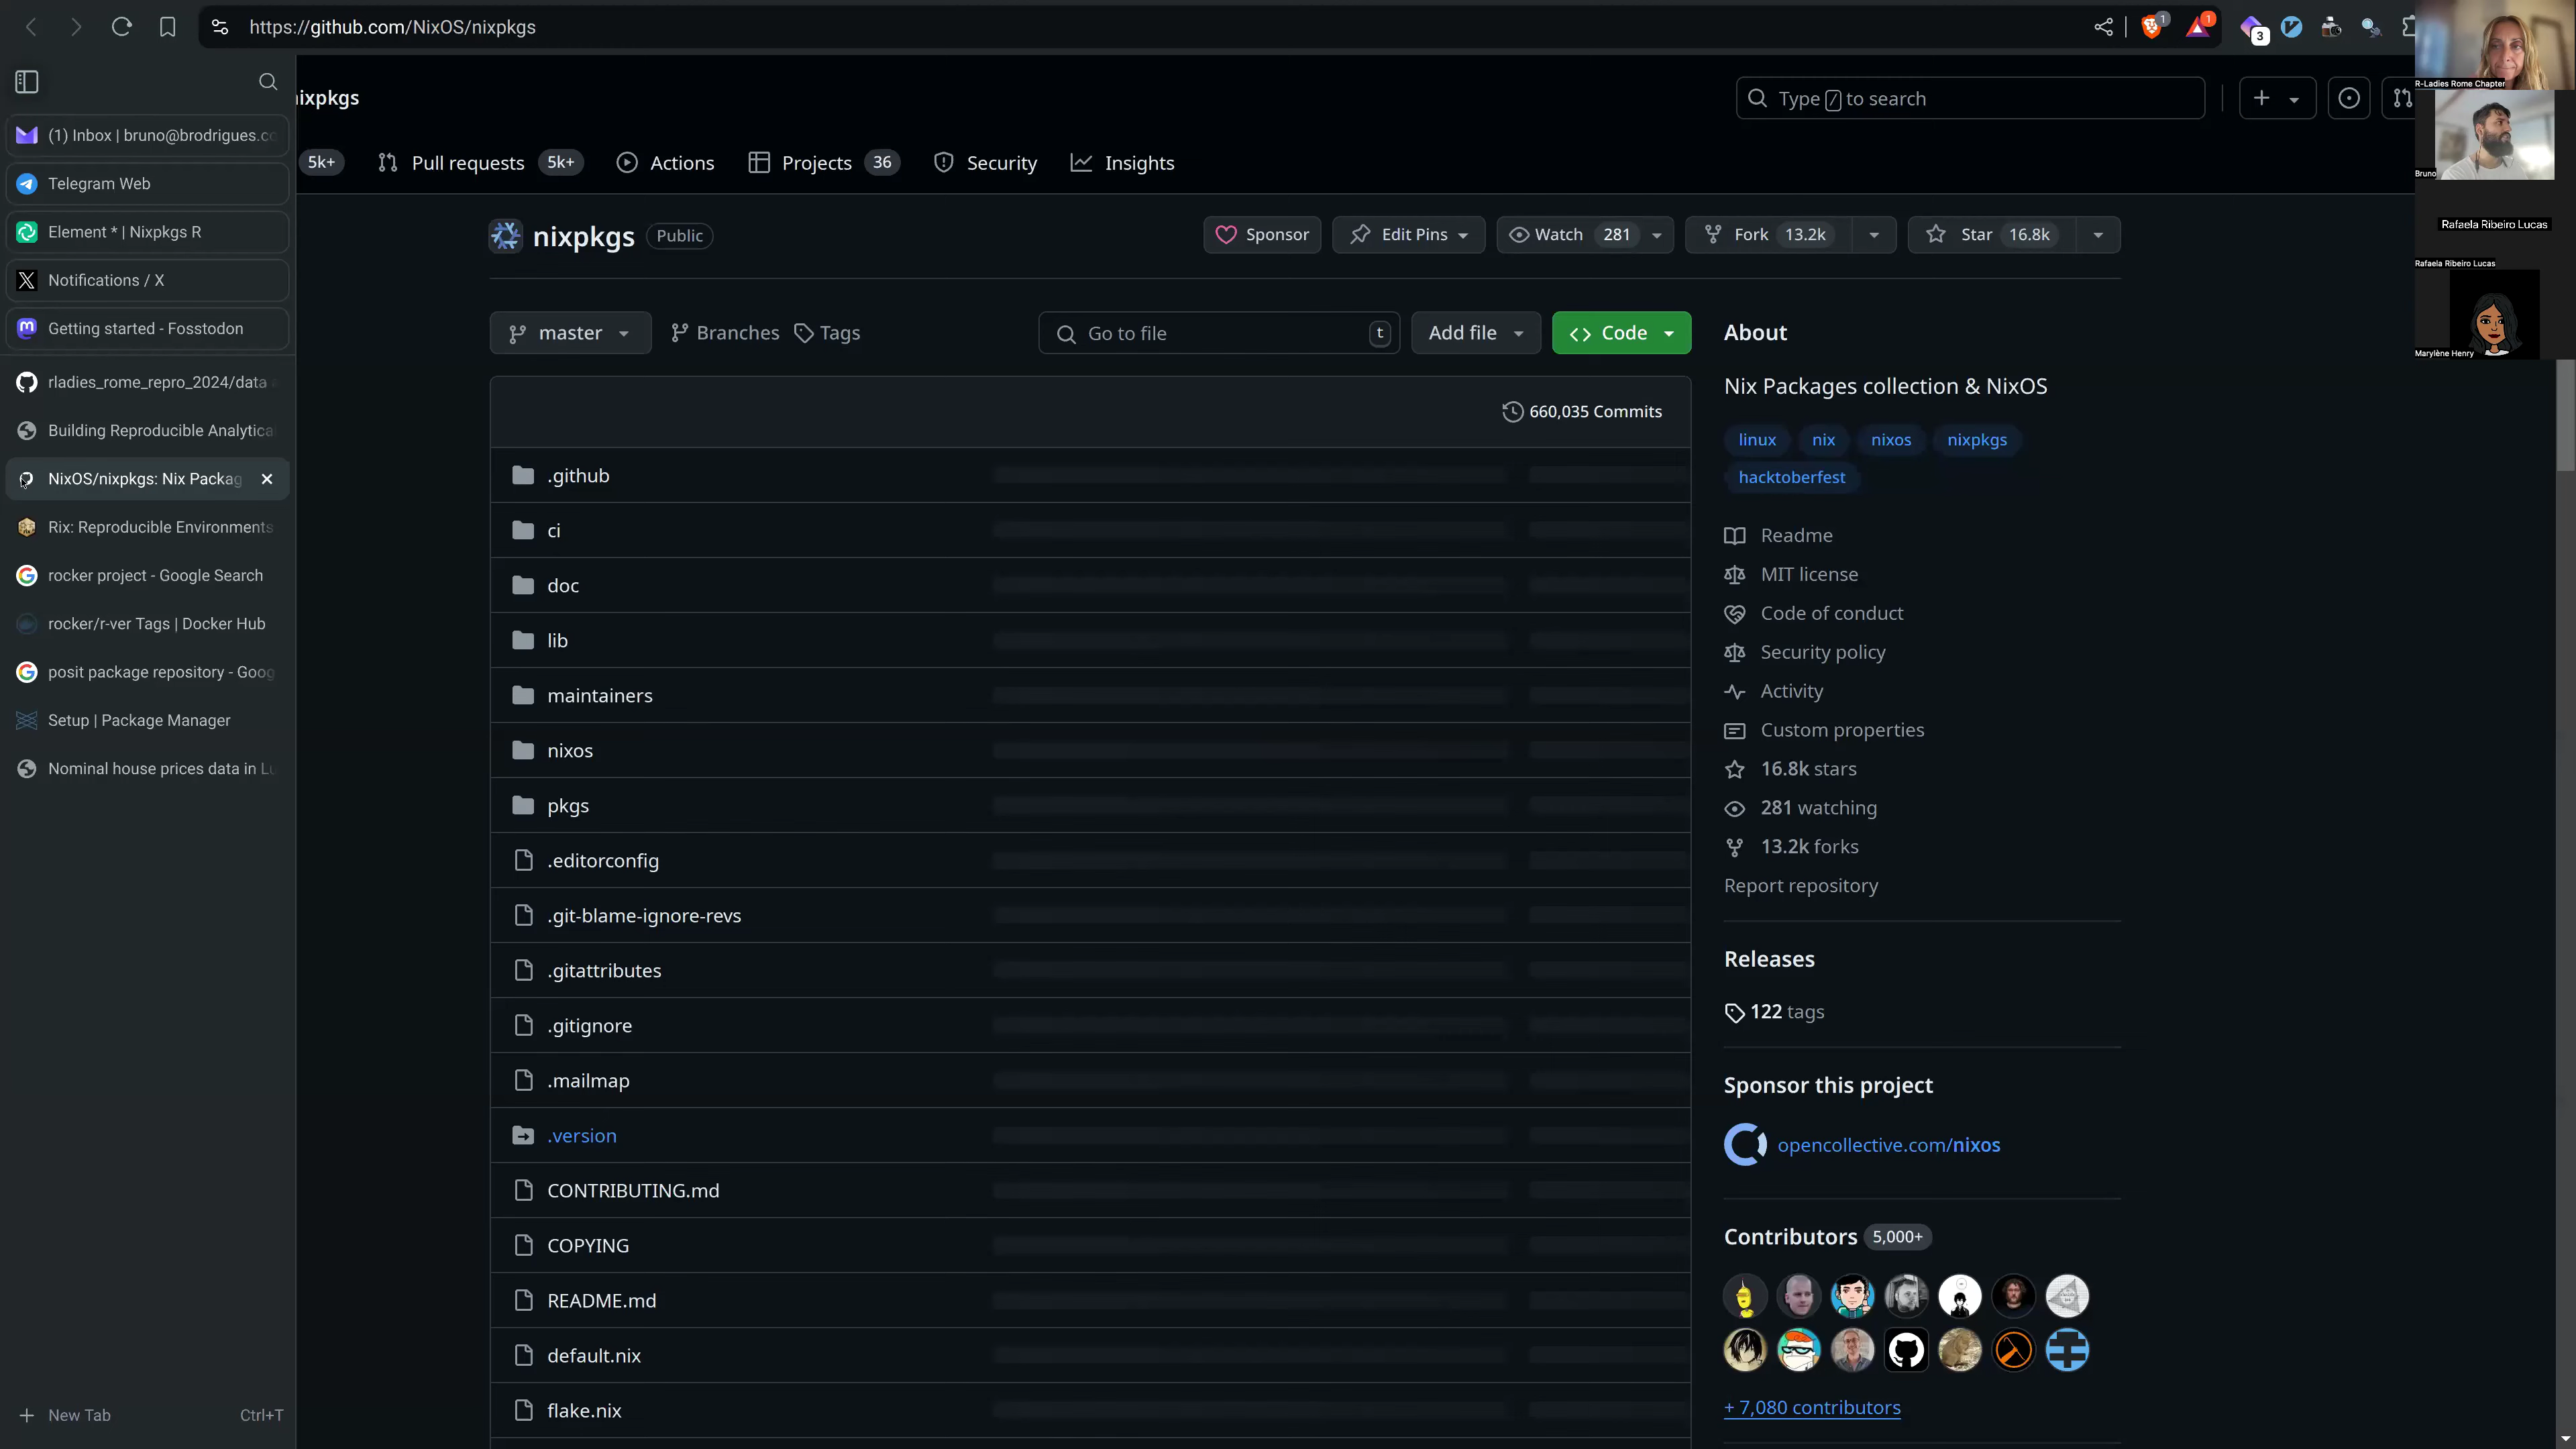 https://github.com/NixOS/nixpkgs
1
1
3
nixpkgs
Type / to search
5k+
Pull requests 5k+
Actions
Projects 36
Security
Insights
(1) Inbox | bruno@brodrigues.co
Telegram Web
Element * | Nixpkgs R
Notifications / X
Getting started - Fosstodon
rladies_rome_repro_2024/data a
Building Reproducible Analytical
NixOS/nixpkgs: Nix Packag
Rix: Reproducible Environments
rocker project - Google Search
rocker/r-ver Tags | Docker Hub
posit package repository - Goog
Setup | Package Manager
Nominal house prices data in Lu
New Tab Ctrl+T
nixpkgs Public
Sponsor
Edit Pins
Watch 281
Fork 13.2k
Star 16.8k
master
Branches
Tags
Go to file t
Add file
Code
660,035 Commits
.github
ci
doc
lib
maintainers
nixos
pkgs
.editorconfig
.git-blame-ignore-revs
.gitattributes
.gitignore
.mailmap
.version
CONTRIBUTING.md
COPYING
README.md
default.nix
flake.nix
About
Nix Packages collection & NixOS
linux nix nixos nixpkgs
hacktoberfest
Readme
MIT license
Code of conduct
Security policy
Activity
Custom properties
16.8k stars
281 watching
13.2k forks
Report repository
Releases
122 tags
Sponsor this project
opencollective.com/nixos
Contributors 5,000+
+ 7,080 contributors
R-Ladies Rome Chapter
Bruno
Rafaela Ribeiro Lucas
Rafaela Ribeiro Lucas
Marylène Henry